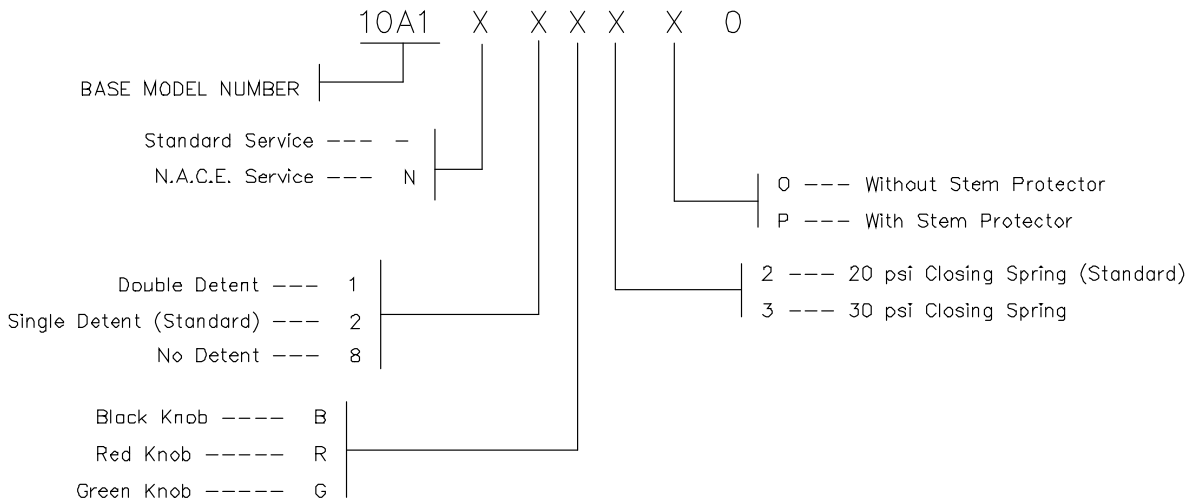 10A1 X X X X X 0
BASE MODEL NUMBER
Standard Service --- -
N.A.C.E. Service --- N
0 --- Without Stem Protector
P --- With Stem Protector
Double Detent --- 1
Single Detent (Standard) --- 2
No Detent --- 8
2 --- 20 psi Closing Spring (Standard)
3 --- 30 psi Closing Spring
Black Knob ---- B
Red Knob ----- R
Green Knob ----- G